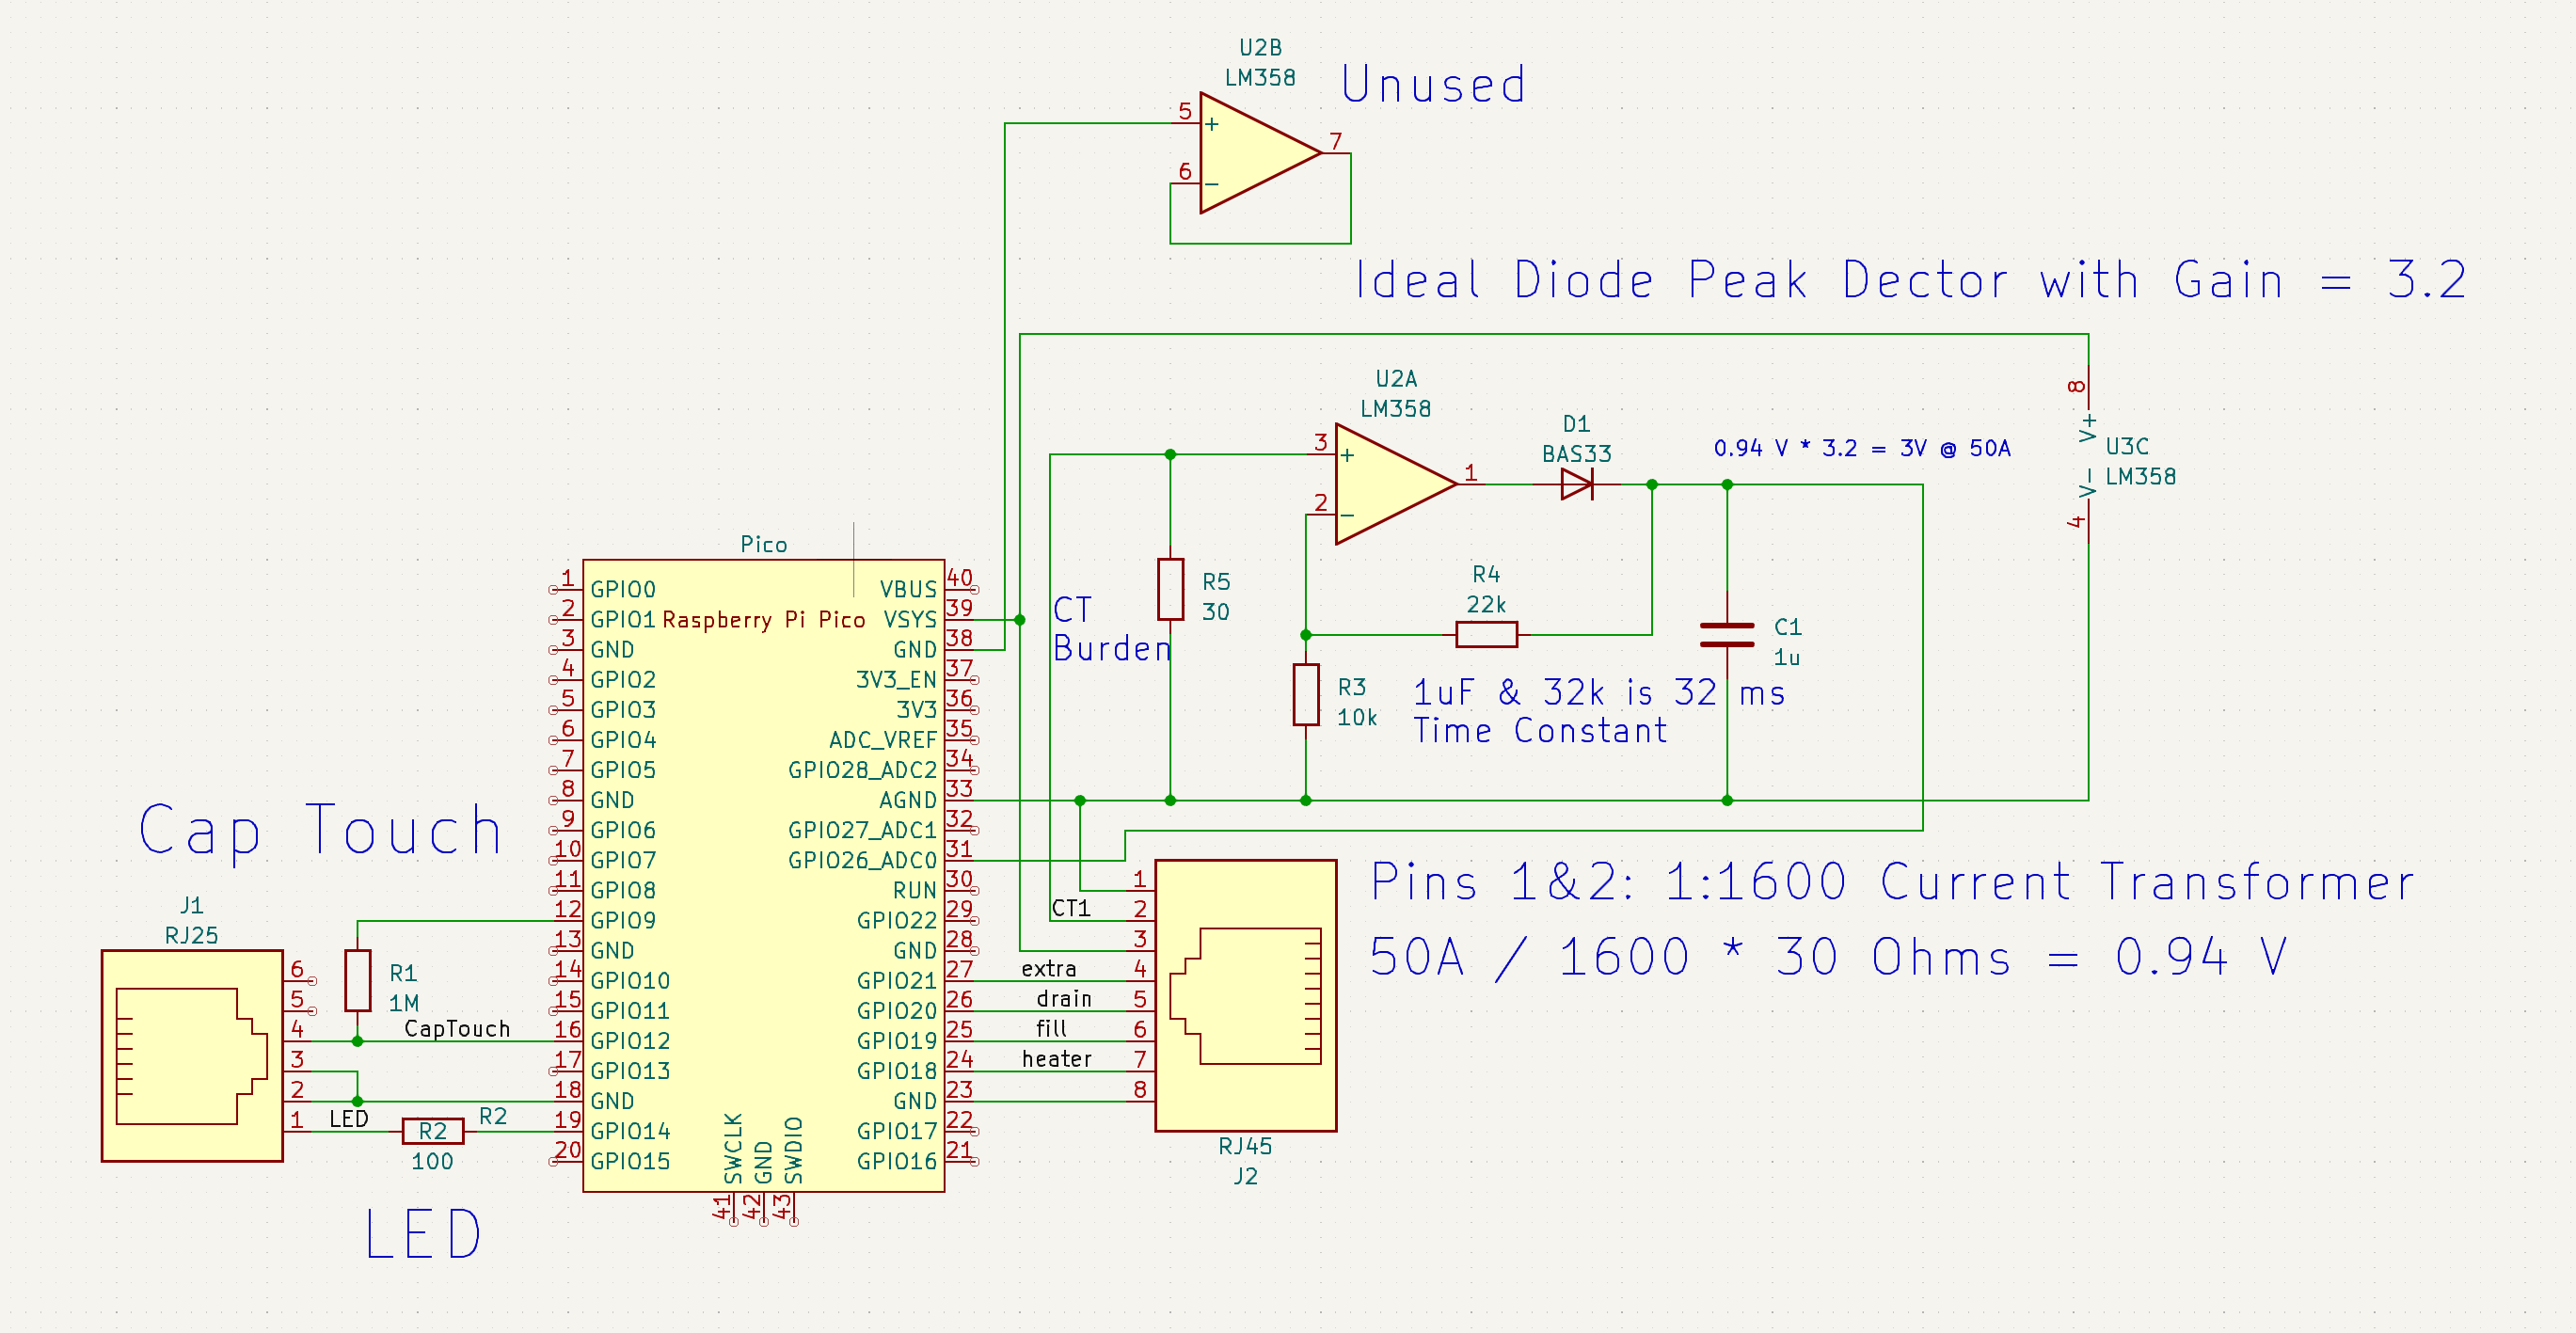 U2B
LM358
Unused
5
+
7
6
−
Ideal Diode Peak Dector with Gain = 3.2
U2A
LM358
3
+
1
2
−
D1
BAS33
0.94 V * 3.2 = 3V @ 50A
8
V+
U3C
LM358
V−
4
R5
30
CT
Burden
R4
22k
R3
10k
C1
1u
1uF & 32k is 32 ms
Time Constant
Pico
Raspberry Pi Pico
1 GPIO0
2 GPIO1
3 GND
4 GPIO2
5 GPIO3
6 GPIO4
7 GPIO5
8 GND
9 GPIO6
10 GPIO7
11 GPIO8
12 GPIO9
13 GND
14 GPIO10
15 GPIO11
16 GPIO12
17 GPIO13
18 GND
19 GPIO14
20 GPIO15
VBUS 40
VSYS 39
GND 38
3V3_EN 37
3V3 36
ADC_VREF 35
GPIO28_ADC2 34
AGND 33
GPIO27_ADC1 32
GPIO26_ADC0 31
RUN 30
GPIO22 29
GND 28
GPIO21 27
GPIO20 26
GPIO19 25
GPIO18 24
GND 23
GPIO17 22
GPIO16 21
SWCLK
GND
SWDIO
41
42
43
Cap Touch
J1
RJ25
6
5
4
3
2
1
R1
1M
CapTouch
LED
R2
R2
100
LED
CT1
extra
drain
fill
heater
1
2
3
4
5
6
7
8
RJ45
J2
Pins 1&2: 1:1600 Current Transformer
50A / 1600 * 30 Ohms = 0.94 V